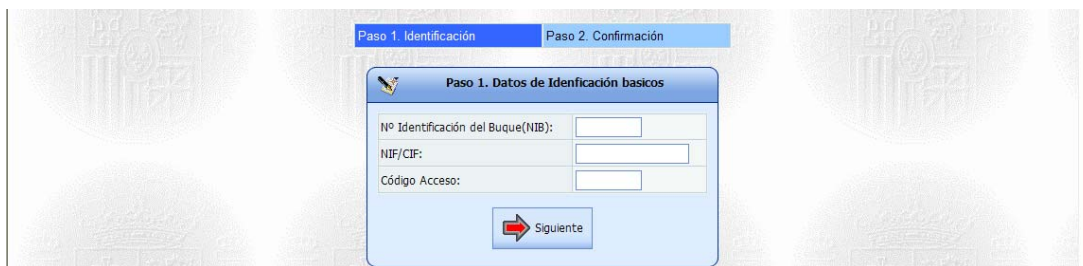 Paso 1. Identificación Paso 2. Confirmación
Paso 1. Datos de Idenficación basicos
Nº Identificación del Buque(NIB):
NIF/CIF:
Código Acceso:
Siguiente